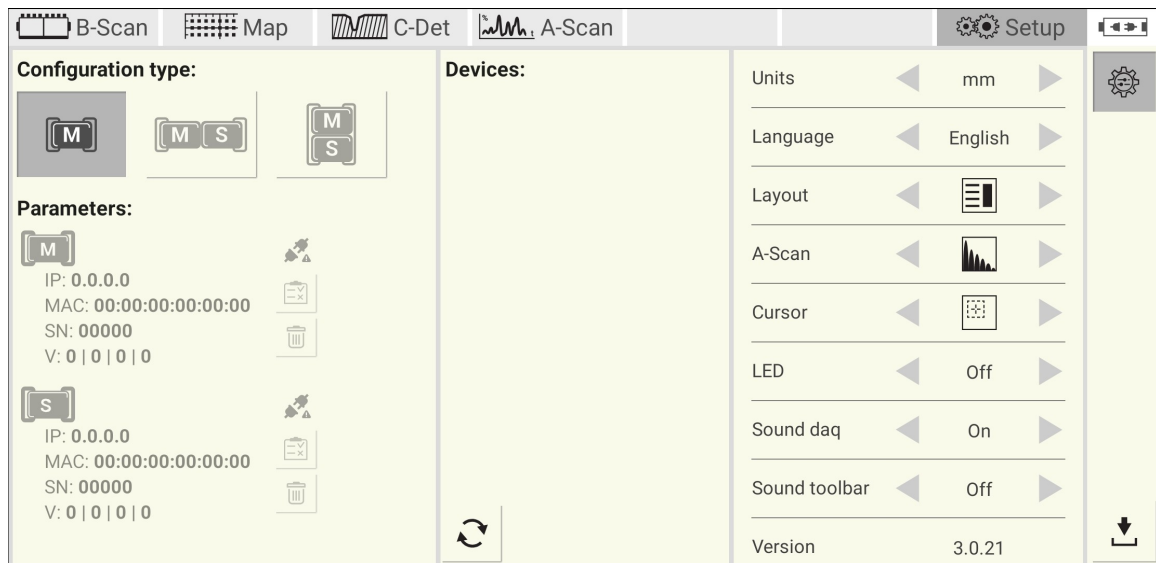 B-Scan Map C-Det A-Scan Setup
Configuration type:
M M S M
S
Parameters:
M
IP: 0.0.0.0
MAC: 00:00:00:00:00:00
SN: 00000
V: 0 | 0 | 0 | 0
S
IP: 0.0.0.0
MAC: 00:00:00:00:00:00
SN: 00000
V: 0 | 0 | 0 | 0
Devices:
Units mm
Language English
Layout
A-Scan
Cursor
LED Off
Sound daq On
Sound toolbar Off
Version 3.0.21